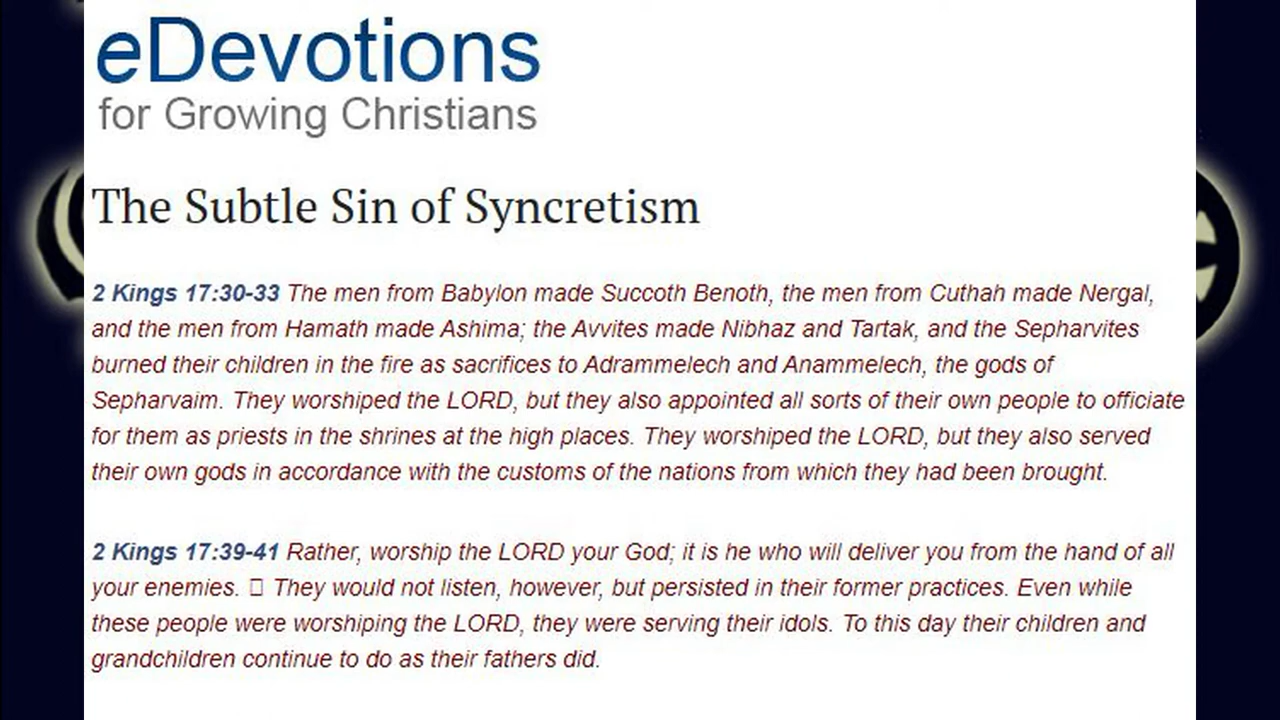 eDevotions
for Growing Christians
The Subtle Sin of Syncretism
2 Kings 17:30-33 The men from Babylon made Succoth Benoth, the men from Cuthah made Nergal,
and the men from Hamath made Ashima; the Avvites made Nibhaz and Tartak, and the Sepharvites
burned their children in the fire as sacrifices to Adrammelech and Anammelech, the gods of
Sepharvaim. They worshiped the LORD, but they also appointed all sorts of their own people to officiate
for them as priests in the shrines at the high places. They worshiped the LORD, but they also served
their own gods in accordance with the customs of the nations from which they had been brought.
2 Kings 17:39-41 Rather, worship the LORD your God; it is he who will deliver you from the hand of all
your enemies. □ They would not listen, however, but persisted in their former practices. Even while
these people were worshiping the LORD, they were serving their idols. To this day their children and
grandchildren continue to do as their fathers did.